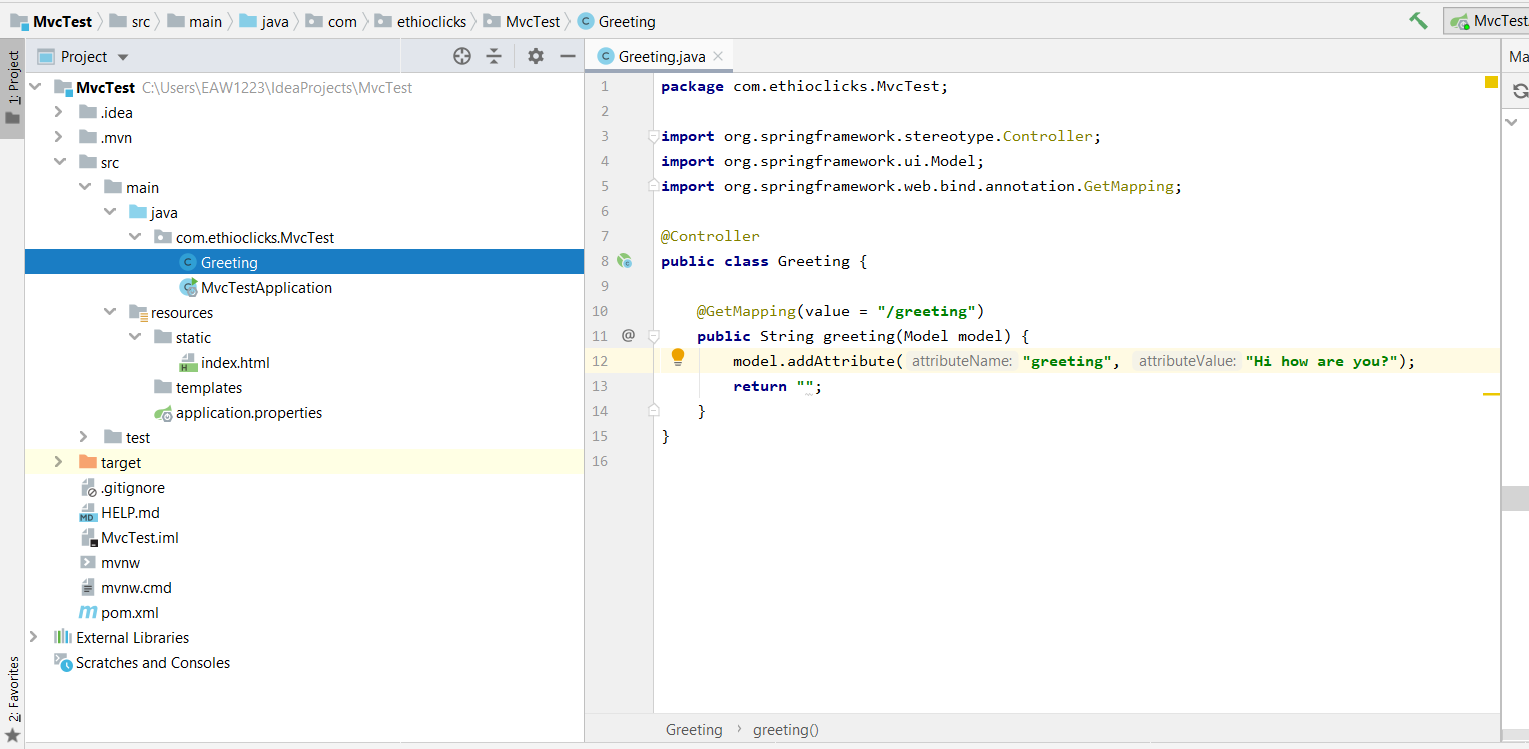 MvcTest src main java com ethioclicks MvcTest Greeting
MvcTest
1: Project
Project
Greeting.java
Ma
MvcTest C:\Users\EAW1223\IdeaProjects\MvcTest
.idea
.mvn
src
main
java
com.ethioclicks.MvcTest
Greeting
MvcTestApplication
resources
static
index.html
templates
application.properties
test
target
.gitignore
HELP.md
MvcTest.iml
mvnw
mvnw.cmd
pom.xml
External Libraries
Scratches and Consoles
2: Favorites
1 package com.ethioclicks.MvcTest;
2
3 import org.springframework.stereotype.Controller;
4 import org.springframework.ui.Model;
5 import org.springframework.web.bind.annotation.GetMapping;
6
7 @Controller
8 public class Greeting {
9
10 @GetMapping(value = "/greeting")
11 @ public String greeting(Model model) {
12 model.addAttribute( attributeName: "greeting", attributeValue: "Hi how are you?");
13 return "";
14 }
15 }
16
Greeting › greeting()